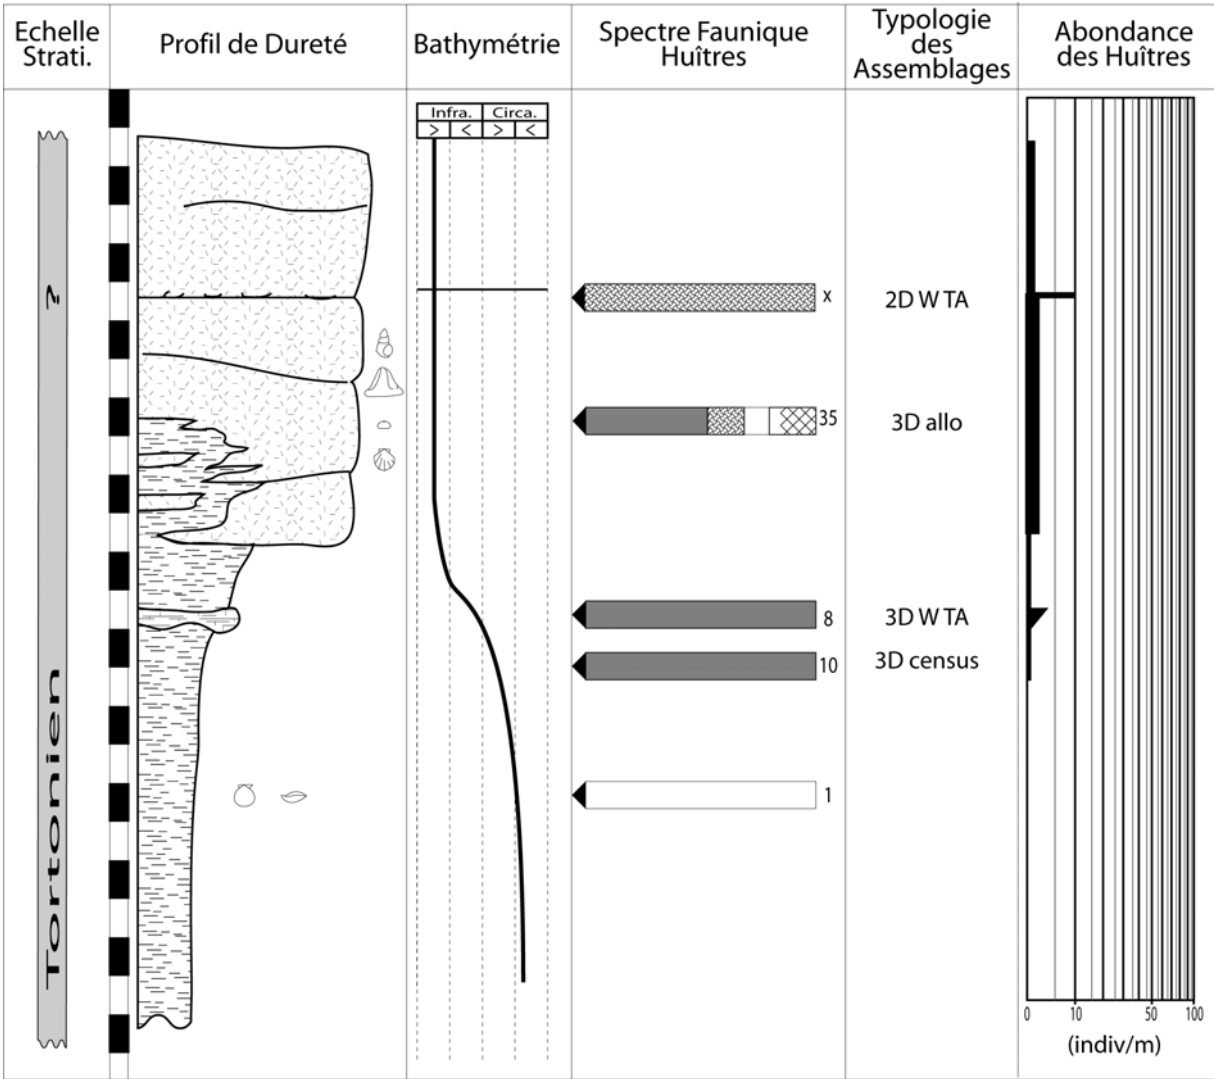 Echelle
Strati.
Profil de Dureté
Bathymétrie
Spectre Faunique
Huîtres
Typologie
des
Assemblages
Abondance
des Huîtres
Infra. Circa.
> < > <
?
Tortonien
x
2D W TA
35
3D allo
8
3D W TA
10
3D census
1
0 10 50 100
(indiv/m)